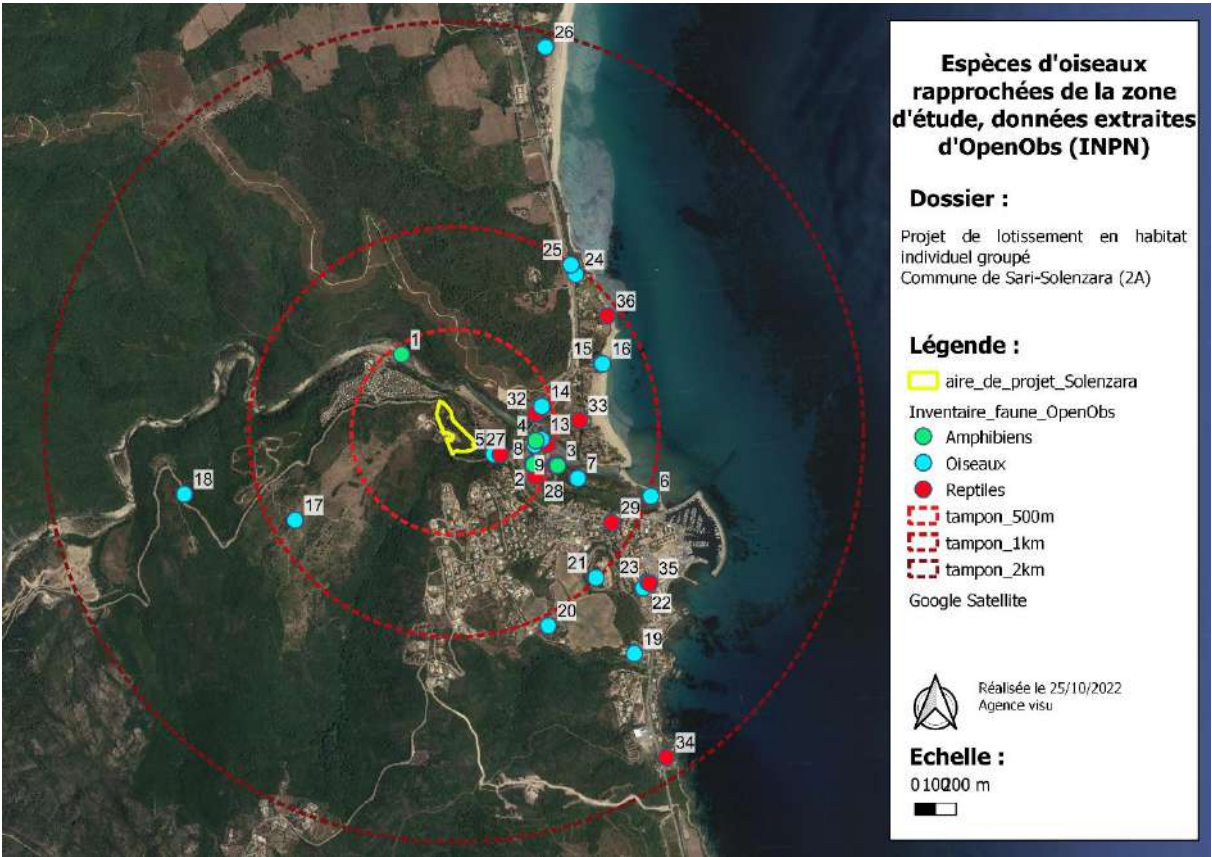 26
25
24
36
1
15
16
14
32
33
4
13
5
27
8
3
9
7
2
28
6
18
17
29
21
23
35
22
20
19
34
Espèces d'oiseaux
rapprochées de la zone
d'étude, données extraites
d'OpenObs (INPN)
Dossier :
Projet de lotissement en habitat
individuel groupé
Commune de Sari-Solenzara (2A)
Légende :
aire_de_projet_Solenzara
Inventaire_faune_OpenObs
Amphibiens
Oiseaux
Reptiles
tampon_500m
tampon_1km
tampon_2km
Google Satellite
Réalisée le 25/10/2022
Agence visu
Echelle :
0 100 200 m